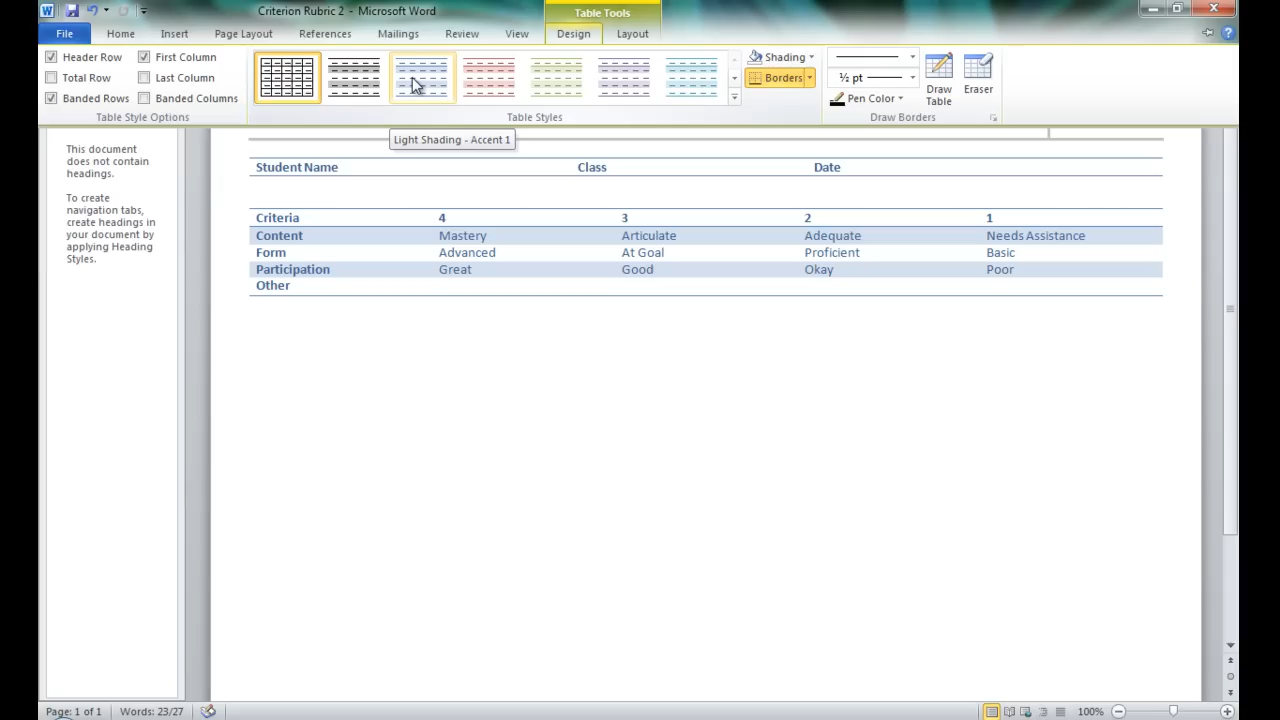 Criterion Rubric 2 - Microsoft Word
Table Tools
File Home Insert Page Layout References Mailings Review View Design Layout
Header Row First Column
Total Row Last Column
Banded Rows Banded Columns
Table Style Options
Table Styles
Shading
Borders
½ pt
Pen Color
Draw Table
Eraser
Draw Borders
Light Shading - Accent 1
This document
does not contain
headings.
To create
navigation tabs,
create headings in
your document by
applying Heading
Styles.
Student Name Class Date
Criteria 4 3 2 1
Content Mastery Articulate Adequate Needs Assistance
Form Advanced At Goal Proficient Basic
Participation Great Good Okay Poor
Other
Page: 1 of 1 Words: 23/27 100%